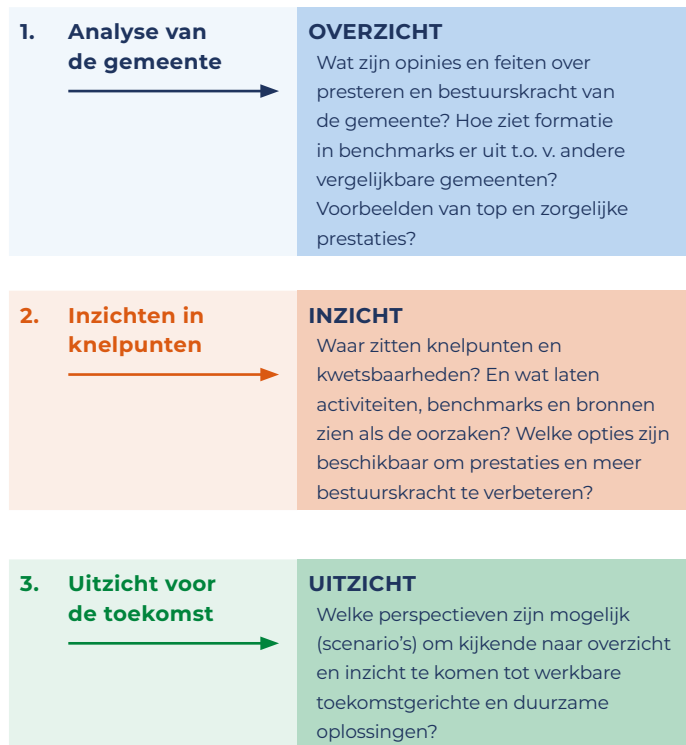 1. Analyse van
de gemeente
OVERZICHT
Wat zijn opinies en feiten over
presteren en bestuurskracht van
de gemeente? Hoe ziet formatie
in benchmarks er uit t.o. v. andere
vergelijkbare gemeenten?
Voorbeelden van top en zorgelijke
prestaties?
2. Inzichten in
knelpunten
INZICHT
Waar zitten knelpunten en
kwetsbaarheden? En wat laten
activiteiten, benchmarks en bronnen
zien als de oorzaken? Welke opties zijn
beschikbaar om prestaties en meer
bestuurskracht te verbeteren?
3. Uitzicht voor
de toekomst
UITZICHT
Welke perspectieven zijn mogelijk
(scenario’s) om kijkende naar overzicht
en inzicht te komen tot werkbare
toekomstgerichte en duurzame
oplossingen?